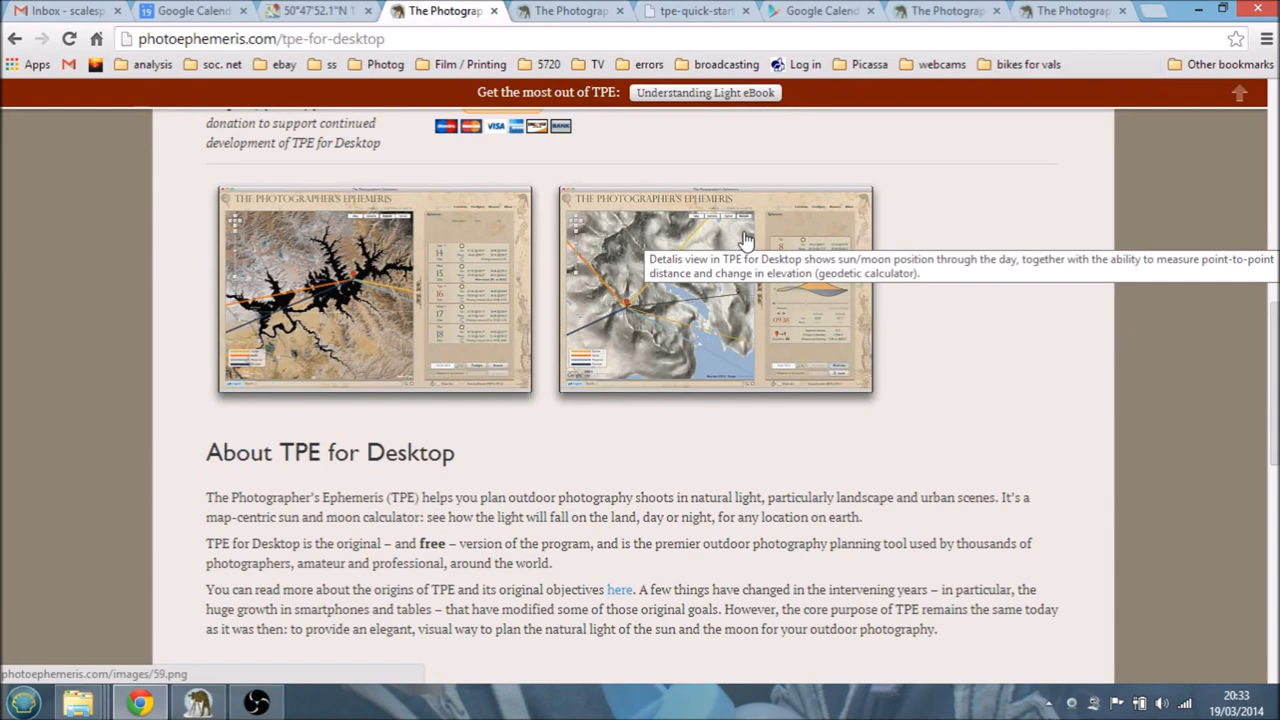 Inbox - scalesp
Google Calend
50°47'52.1"N 1
The Photograp
The Photograp
tpe-quick-start
Google Calend
The Photograp
The Photograp
photoephemeris.com/tpe-for-desktop
Apps
analysis
soc. net
ebay
ss
Photog
Film / Printing
5720
TV
errors
broadcasting
Log in
Picassa
webcams
bikes for vals
Other bookmarks
Get the most out of TPE: Understanding Light eBook
donation to support continued
development of TPE for Desktop
VISA
BANK
THE PHOTOGRAPHER'S EPHEMERIS
THE PHOTOGRAPHER'S EPHEMERIS
14
15
16
17
18
Details view in TPE for Desktop shows sun/moon position through the day, together with the ability to measure point-to-point
distance and change in elevation (geodetic calculator).
About TPE for Desktop
The Photographer's Ephemeris (TPE) helps you plan outdoor photography shoots in natural light, particularly landscape and urban scenes. It's a
map-centric sun and moon calculator: see how the light will fall on the land, day or night, for any location on earth.
TPE for Desktop is the original – and free – version of the program, and is the premier outdoor photography planning tool used by thousands of
photographers, amateur and professional, around the world.
You can read more about the origins of TPE and its original objectives here. A few things have changed in the intervening years – in particular, the
huge growth in smartphones and tables – that have modified some of those original goals. However, the core purpose of TPE remains the same today
as it was then: to provide an elegant, visual way to plan the natural light of the sun and the moon for your outdoor photography.
photoephemeris.com/images/59.png
20:33
19/03/2014